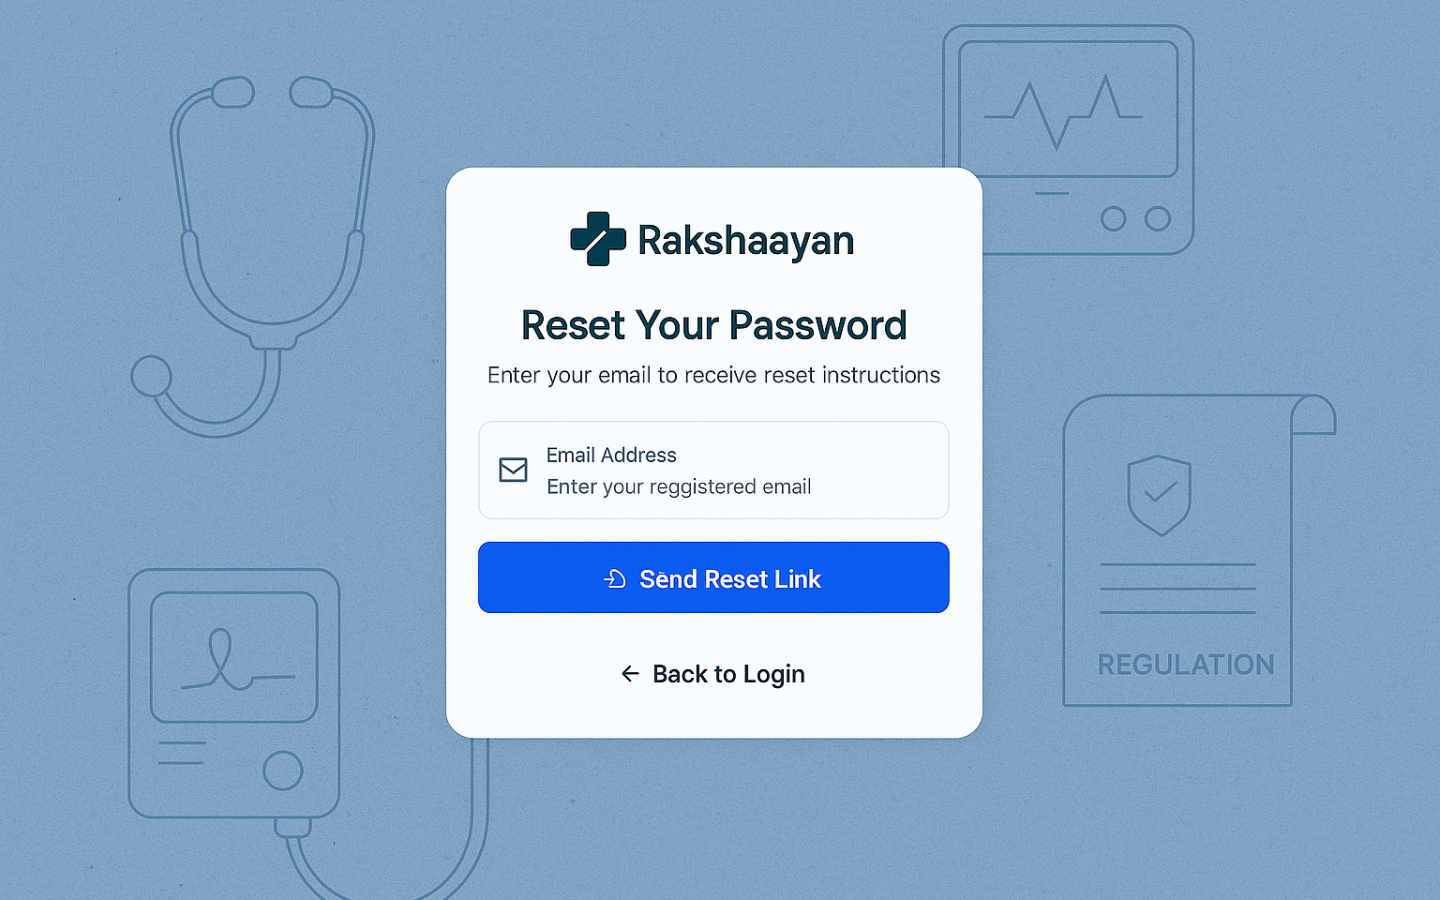 Rakshaayan
Reset Your Password
Enter your email to receive reset instructions
Email Address
Enter your reggistered email
Send Reset Link
← Back to Login
REGULATION